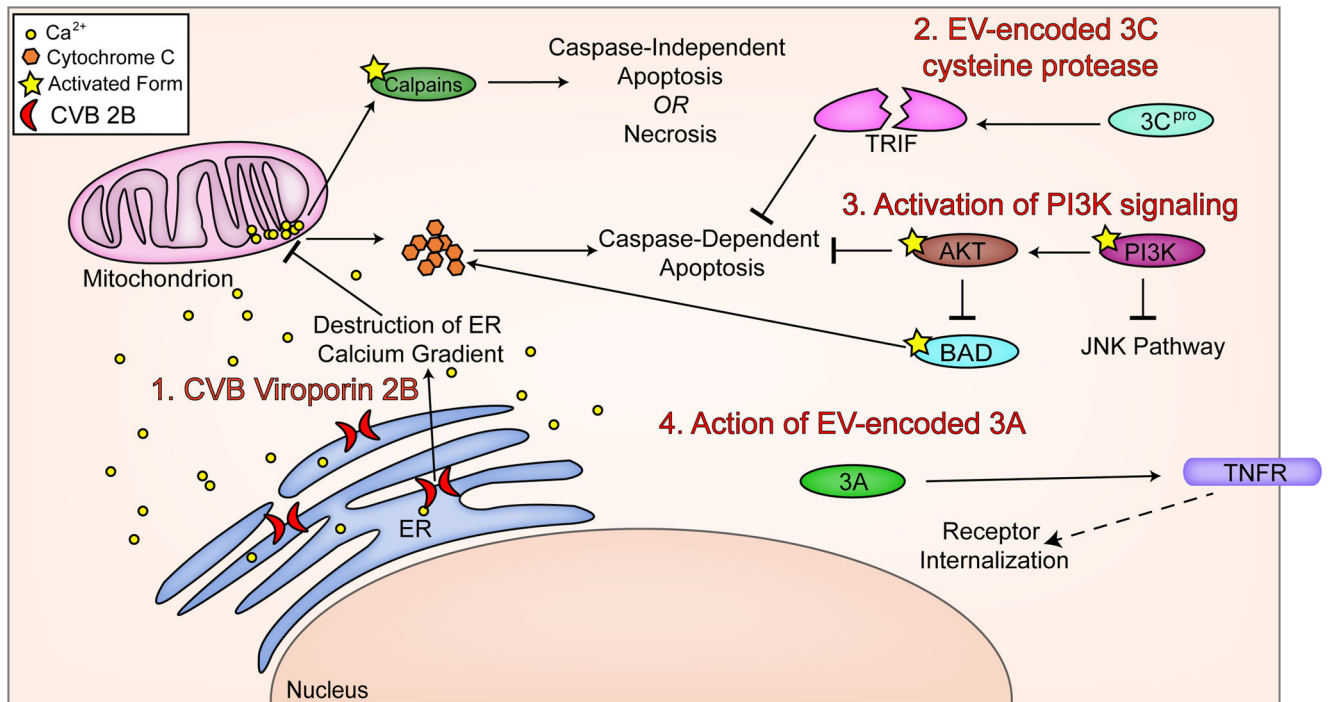 Ca²⁺
Cytochrome C
Activated Form
CVB 2B
Calpains
Caspase-Independent
Apoptosis
OR
Necrosis
2. EV-encoded 3C
cysteine protease
TRIF
3Cᵖʳᵒ
Mitochondrion
Caspase-Dependent
Apoptosis
3. Activation of PI3K signaling
AKT
PI3K
BAD
JNK Pathway
Destruction of ER
Calcium Gradient
1. CVB Viroporin 2B
ER
4. Action of EV-encoded 3A
3A
TNFR
Receptor
Internalization
Nucleus